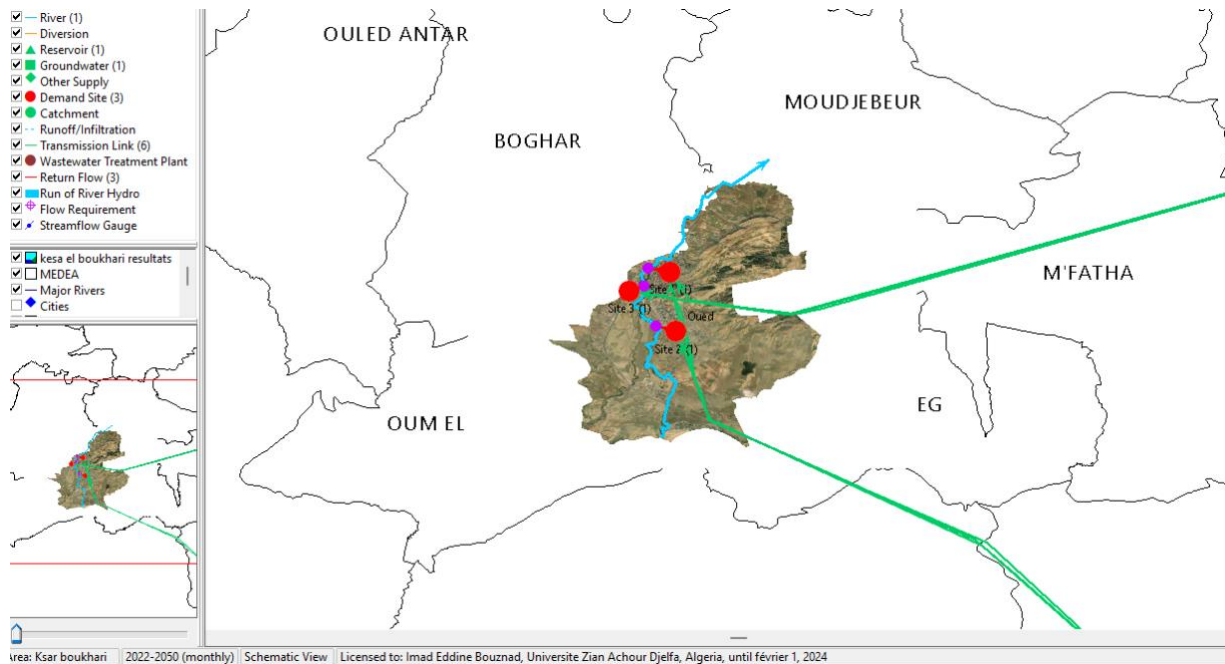 River (1)
Diversion
Reservoir (1)
Groundwater (1)
Other Supply
Demand Site (3)
Catchment
Runoff/Infiltration
Transmission Link (6)
Wastewater Treatment Plant
Return Flow (3)
Run of River Hydro
Flow Requirement
Streamflow Gauge
kesa el boukhari resultats
MEDEA
Major Rivers
Cities
OULED ANTAR
BOGHAR
MOUDJEBEUR
M'FATHA
OUM EL
EG
Site 1 (1)
Site 3 (1)
Oued
Site 2 (1)
Area: Ksar boukhari 2022-2050 (monthly) Schematic View Licensed to: Imad Eddine Bouznad, Universite Zian Achour Djelfa, Algeria, until février 1, 2024